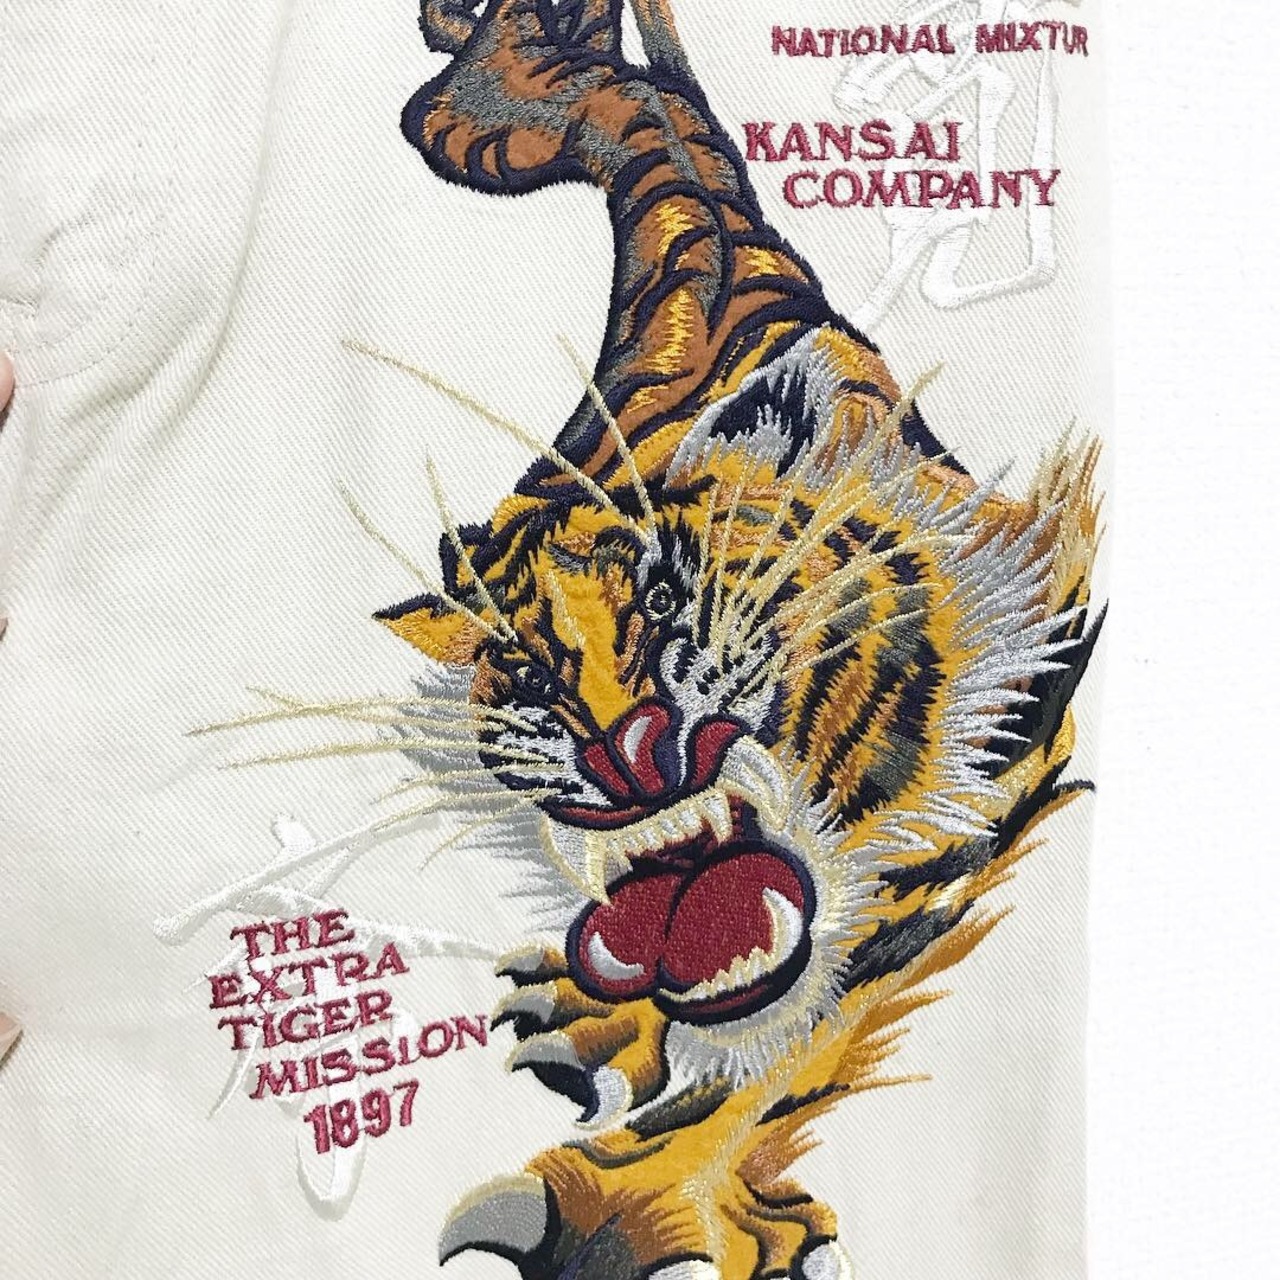 NATIONAL MIXTUR
KANSAI
COMPANY
THE
EXTRA
TIGER
MISSION
1897